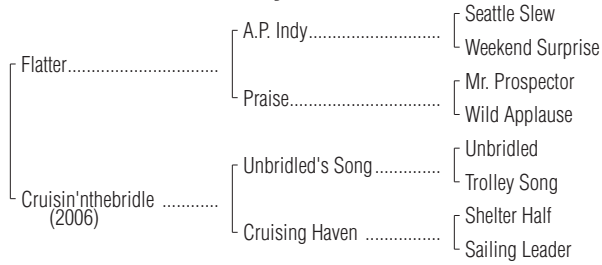 Seattle Slew
A.P. Indy..............................
Weekend Surprise
Flatter..................................
Mr. Prospector
Praise..................................
Wild Applause
Unbridled
Unbridled's Song...............
Trolley Song
Cruisin'nthebridle ............
(2006)
Shelter Half
Cruising Haven .................
Sailing Leader